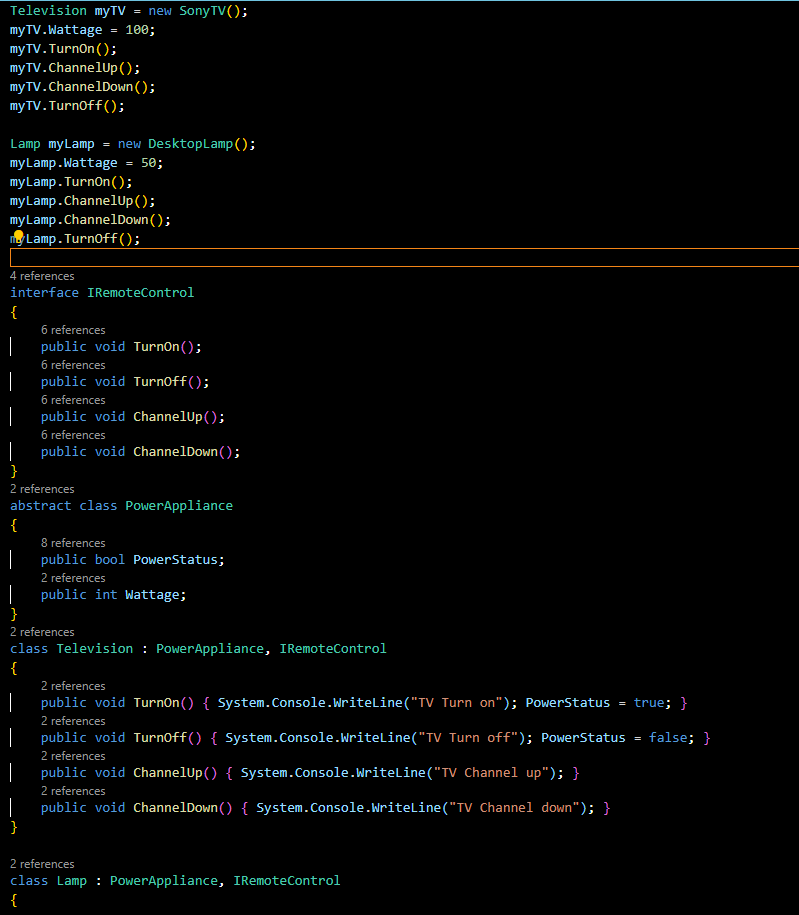 Television myTV = new SonyTV();
myTV.Wattage = 100;
myTV.TurnOn();
myTV.ChannelUp();
myTV.ChannelDown();
myTV.TurnOff();

Lamp myLamp = new DesktopLamp();
myLamp.Wattage = 50;
myLamp.TurnOn();
myLamp.ChannelUp();
myLamp.ChannelDown();
myLamp.TurnOff();

4 references
interface IRemoteControl
{
    6 references
    public void TurnOn();
    6 references
    public void TurnOff();
    6 references
    public void ChannelUp();
    6 references
    public void ChannelDown();
}
2 references
abstract class PowerAppliance
{
    8 references
    public bool PowerStatus;
    2 references
    public int Wattage;
}
2 references
class Television : PowerAppliance, IRemoteControl
{
    2 references
    public void TurnOn() { System.Console.WriteLine("TV Turn on"); PowerStatus = true; }
    2 references
    public void TurnOff() { System.Console.WriteLine("TV Turn off"); PowerStatus = false; }
    2 references
    public void ChannelUp() { System.Console.WriteLine("TV Channel up"); }
    2 references
    public void ChannelDown() { System.Console.WriteLine("TV Channel down"); }
}

2 references
class Lamp : PowerAppliance, IRemoteControl
{